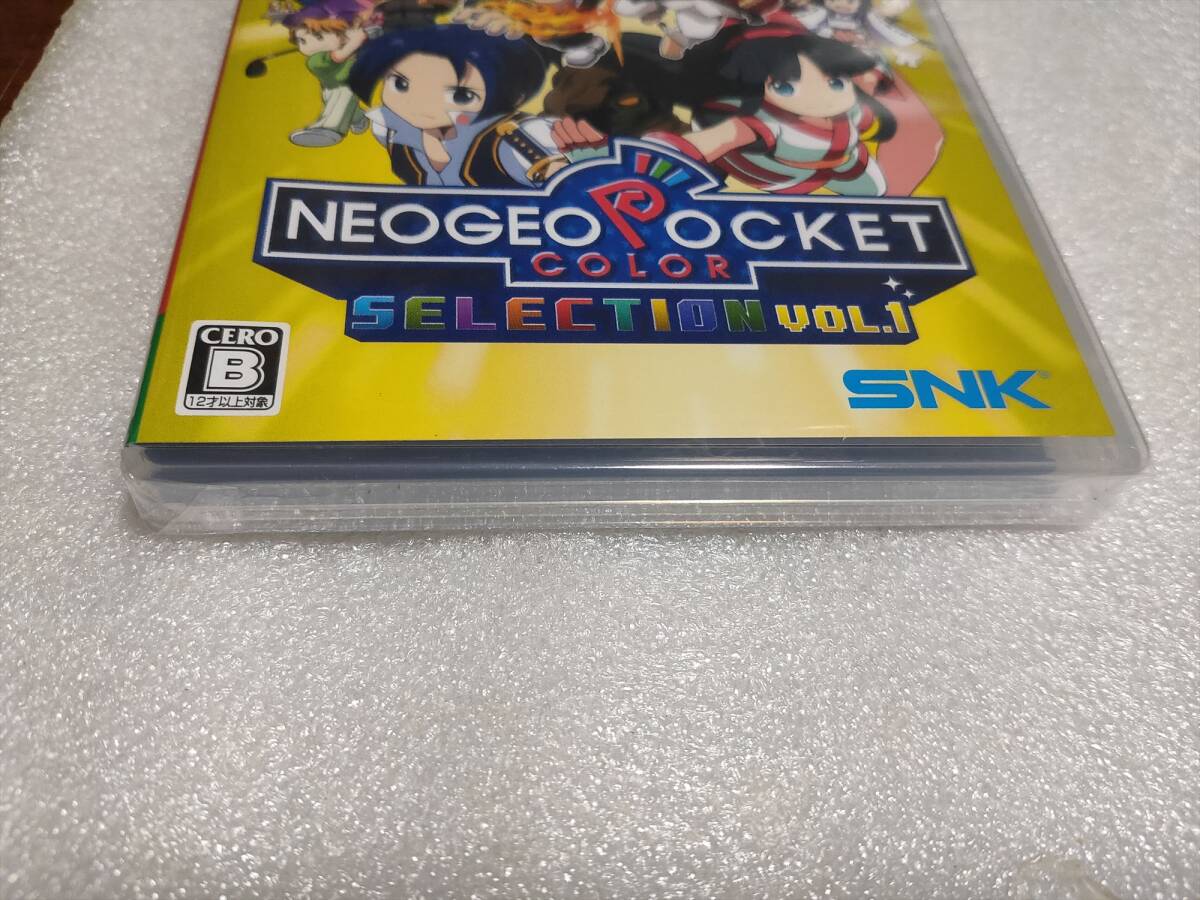 NEOGEO POCKET
COLOR
SELECTION VOL.1
CERO
B
12才以上対象
SNK®